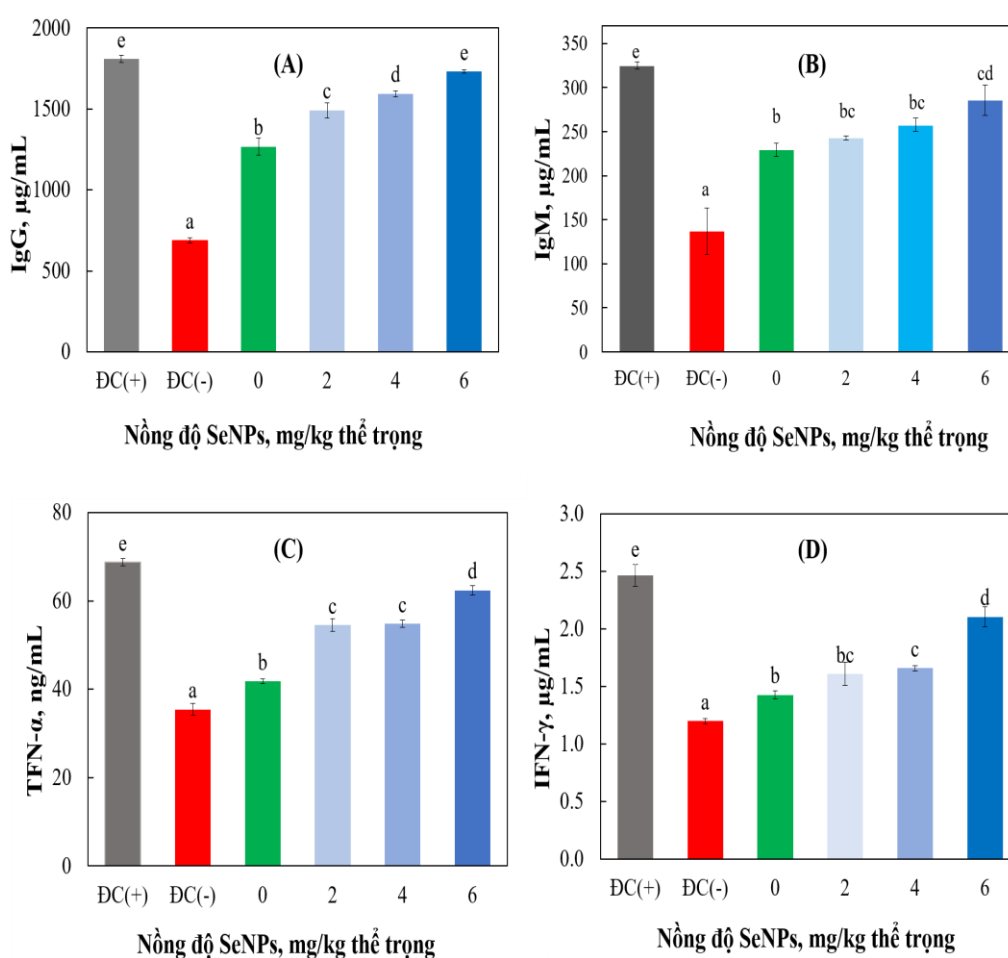 (A)
IgG, µg/mL
2000
1500
1000
500
0
e
a
b
c
d
e
ĐC(+) ĐC(-) 0 2 4 6
Nồng độ SeNPs, mg/kg thể trọng
(B)
IgM, µg/mL
350
300
250
200
150
100
50
0
e
a
b
bc
bc
cd
ĐC(+) ĐC(-) 0 2 4 6
Nồng độ SeNPs, mg/kg thể trọng
(C)
TFN-α, ng/mL
80
60
40
20
0
e
a
b
c
c
d
ĐC(+) ĐC(-) 0 2 4 6
Nồng độ SeNPs, mg/kg thể trọng
(D)
IFN-γ, µg/mL
3.0
2.5
2.0
1.5
1.0
0.5
0.0
e
a
b
bc
c
d
ĐC(+) ĐC(-) 0 2 4 6
Nồng độ SeNPs, mg/kg thể trọng